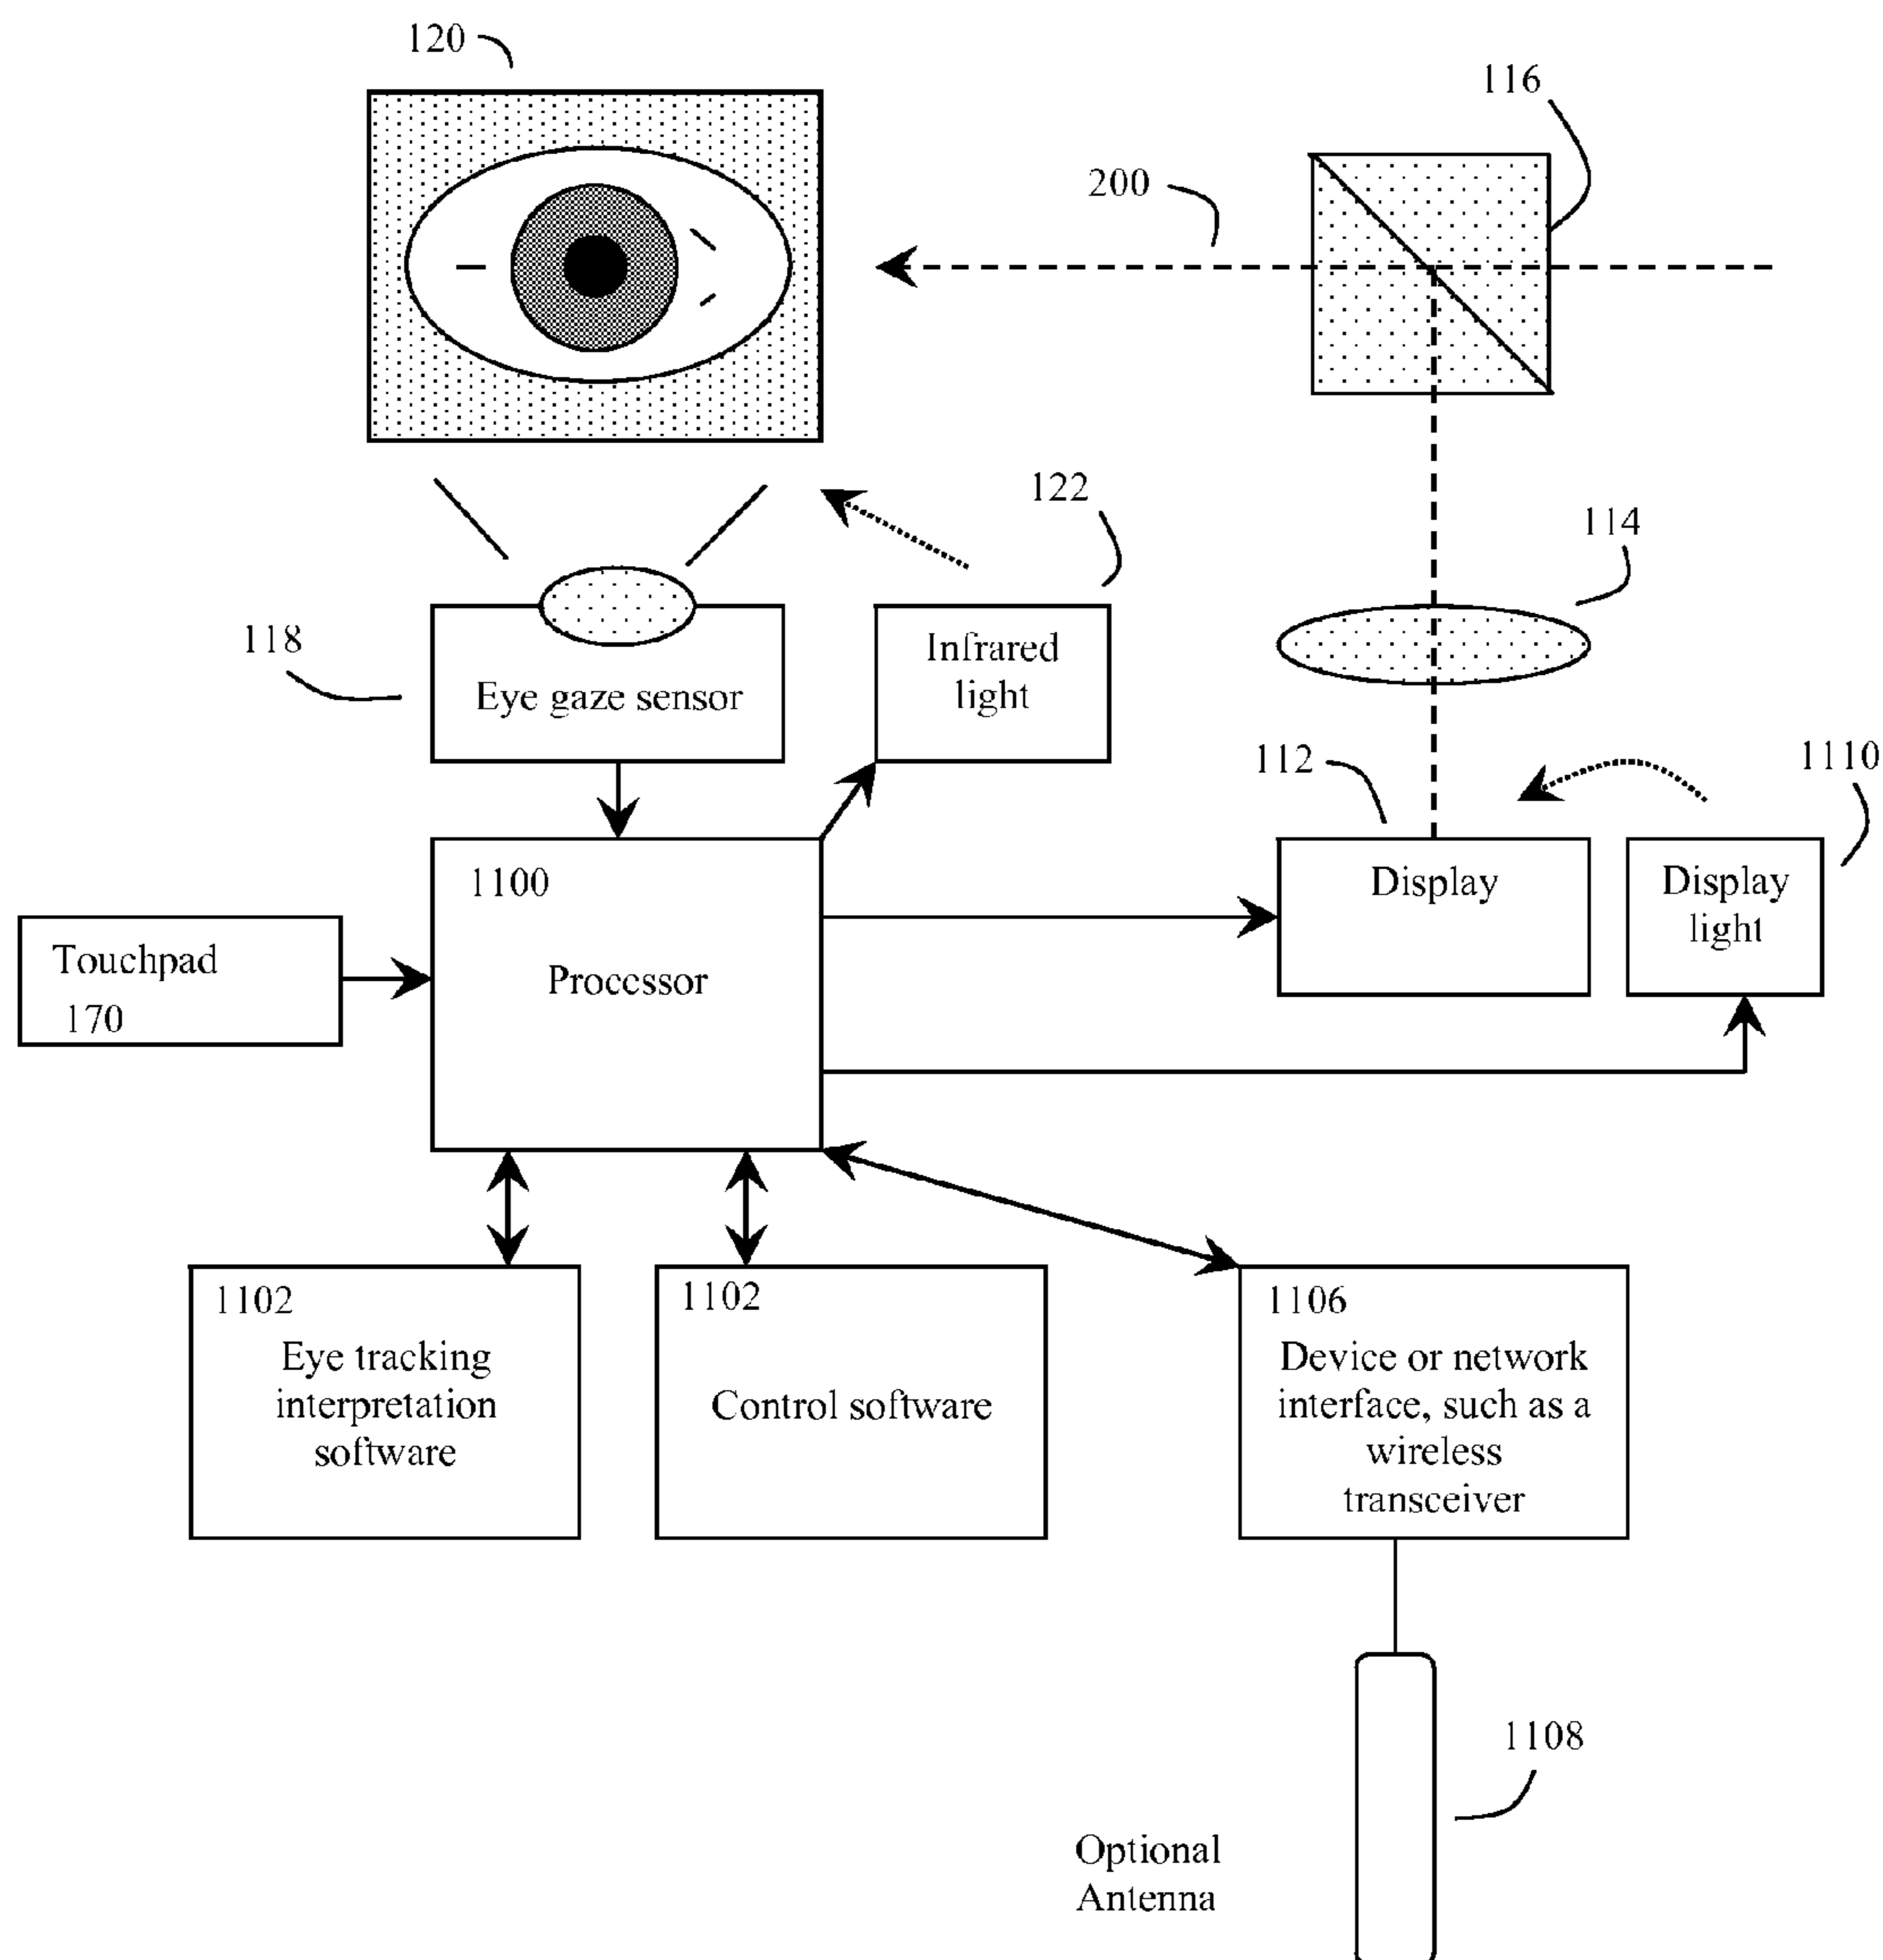 120
116
200
122
114
118
Infrared
light
Eye gaze sensor
112
1110
1100
Processor
Display
Display
light
Touchpad
170
1102
Eye tracking
interpretation
software
1102
Control software
1106
Device or network
interface, such as a
wireless
transceiver
1108
Optional
Antenna